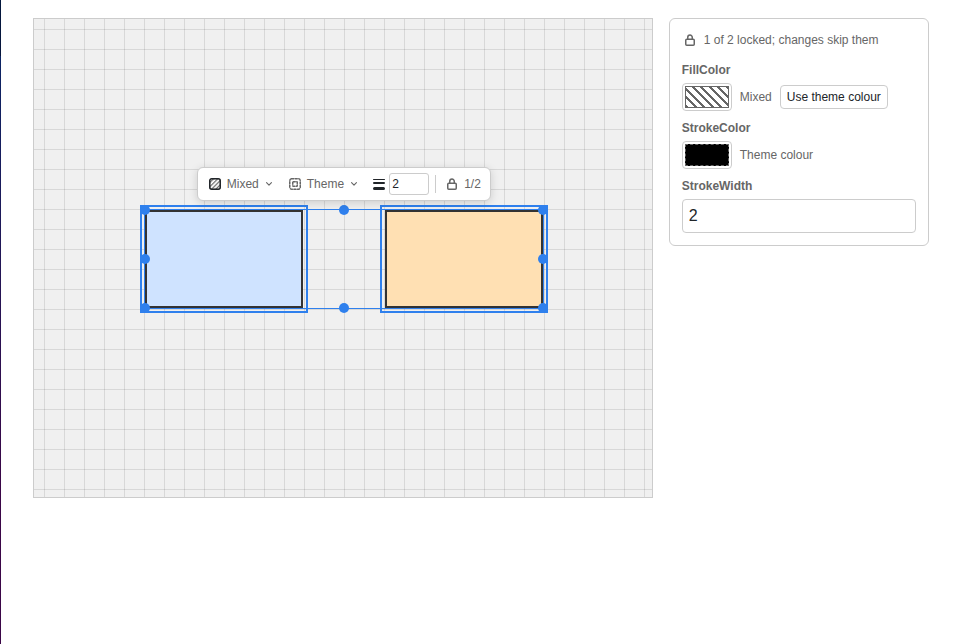 1 of 2 locked; changes skip them
FillColor
Mixed Use theme colour
StrokeColor
Theme colour
StrokeWidth
2
Mixed Theme 2 1/2